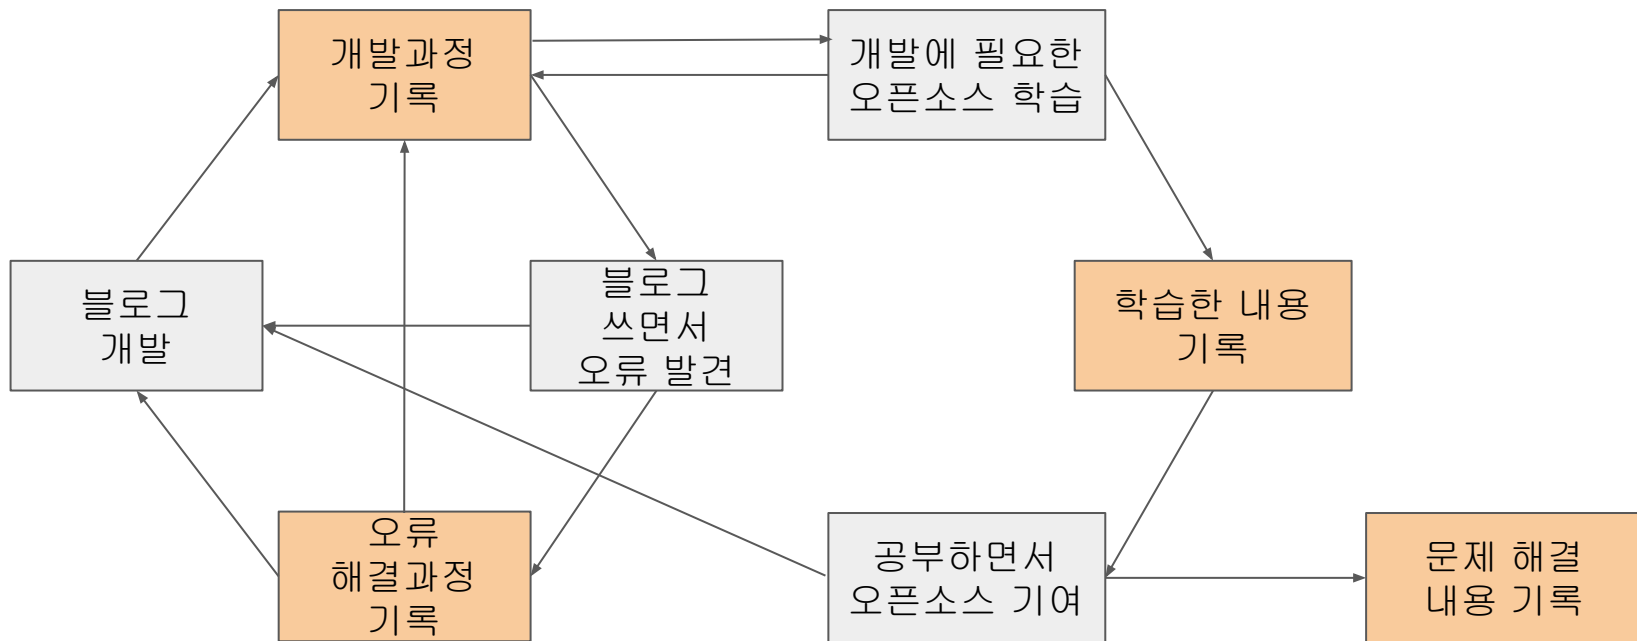 개발과정
기록
개발에 필요한
오픈소스 학습
블로그
개발
블로그
쓰면서
오류 발견
학습한 내용
기록
오류
해결과정
기록
공부하면서
오픈소스 기여
문제 해결
내용 기록